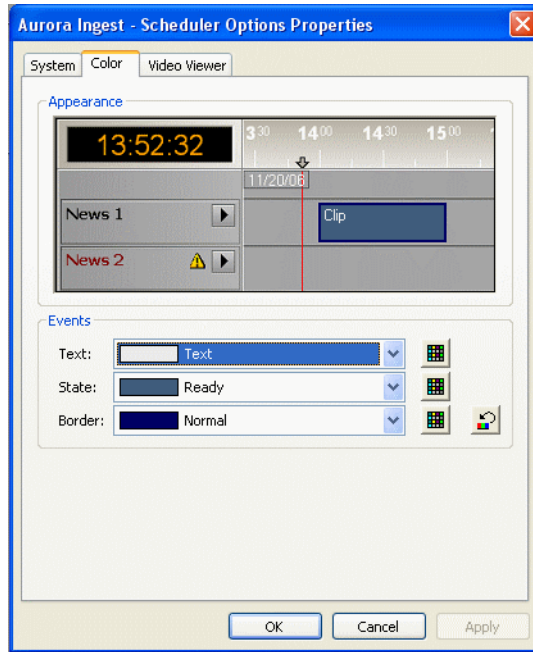 Aurora Ingest - Scheduler Options Properties
System Color Video Viewer
Appearance
13:52:32
3 30 14 00 14 30 15 00
11/20/06
News 1
Clip
News 2
Events
Text: Text
State: Ready
Border: Normal
OK Cancel Apply